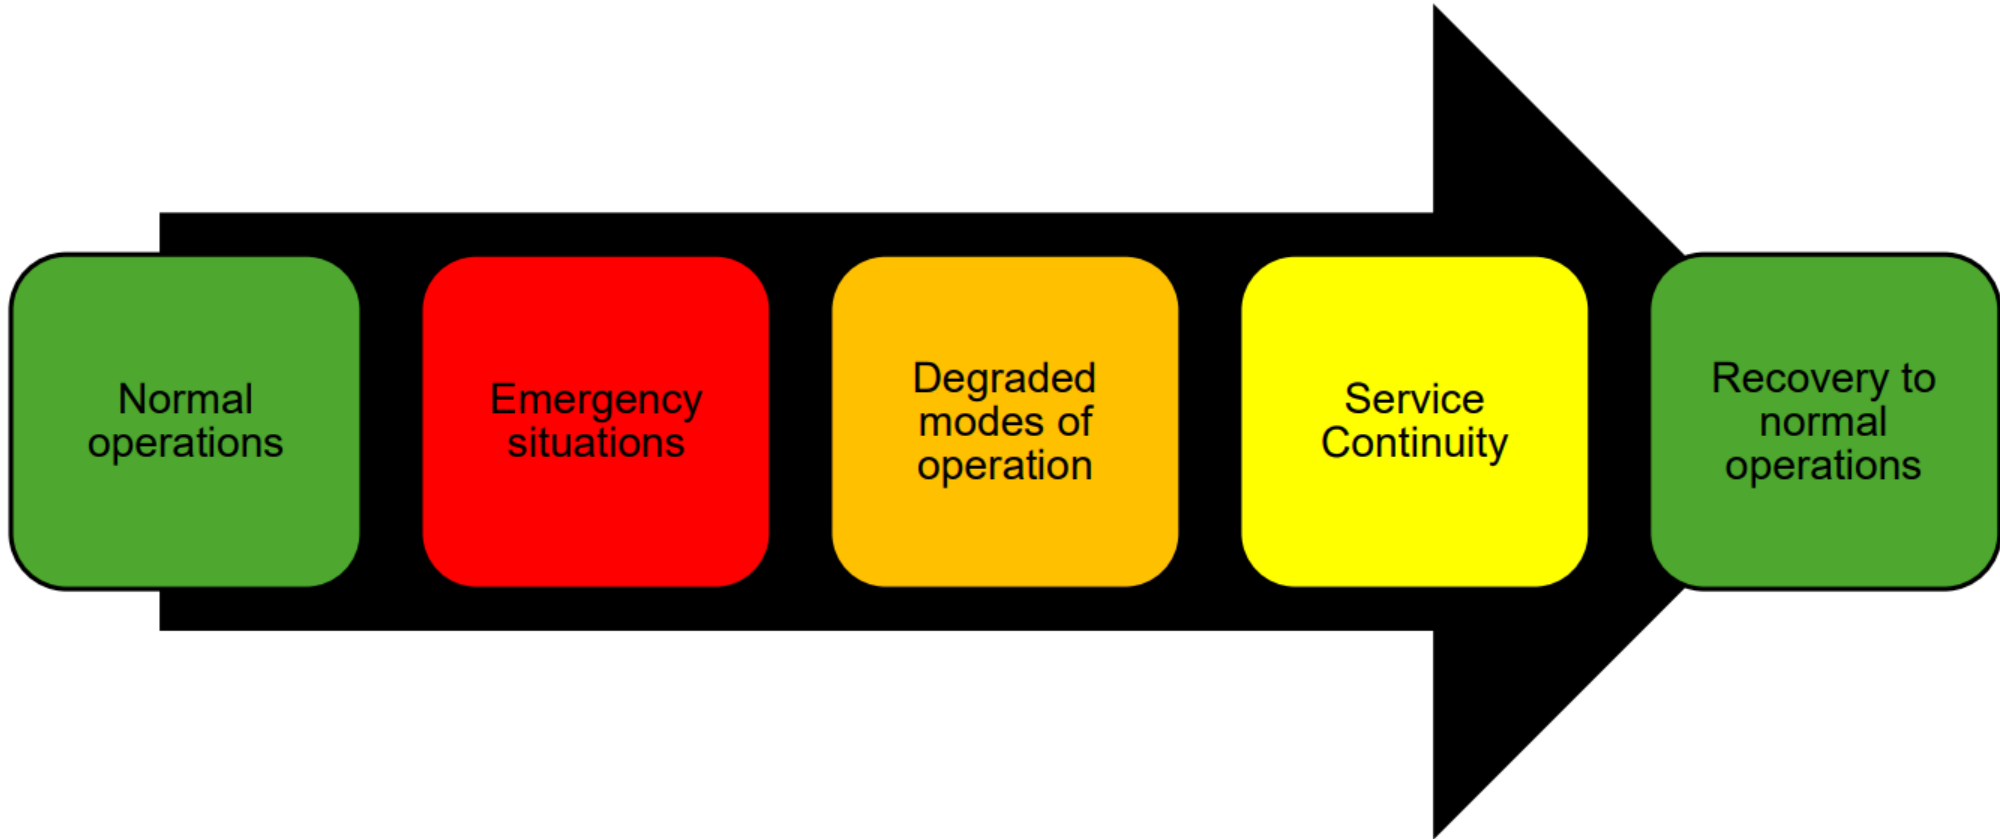 Normal
operations
Emergency
situations
Degraded
modes of
operation
Service
Continuity
Recovery to
normal
operations